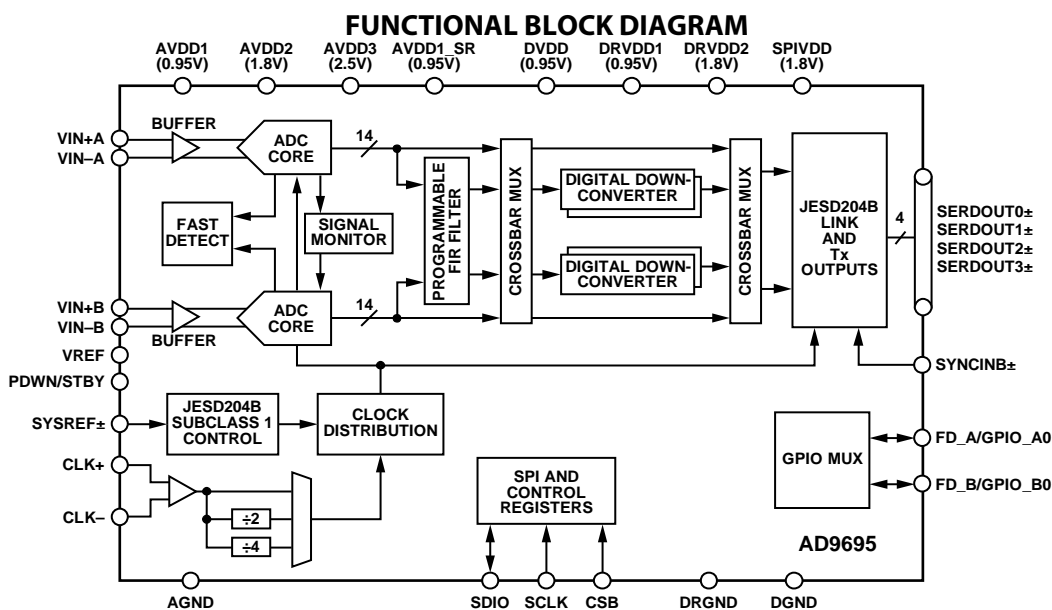 FUNCTIONAL BLOCK DIAGRAM
AVDD1
(0.95V)
AVDD2
(1.8V)
AVDD3
(2.5V)
AVDD1_SR
(0.95V)
DVDD
(0.95V)
DRVDD1
(0.95V)
DRVDD2
(1.8V)
SPIVDD
(1.8V)
VIN+A
VIN–A
BUFFER
ADC
CORE
14
FAST
DETECT
SIGNAL
MONITOR
PROGRAMMABLE
FIR FILTER
CROSSBAR MUX
DIGITAL DOWN-
CONVERTER
DIGITAL DOWN-
CONVERTER
CROSSBAR MUX
JESD204B
LINK
AND
Tx
OUTPUTS
4
SERDOUT0±
SERDOUT1±
SERDOUT2±
SERDOUT3±
VIN+B
VIN–B
BUFFER
ADC
CORE
14
VREF
PDWN/STBY
SYSREF±
JESD204B
SUBCLASS 1
CONTROL
CLOCK
DISTRIBUTION
SYNCINB±
CLK+
CLK–
÷2
÷4
SPI AND
CONTROL
REGISTERS
GPIO MUX
FD_A/GPIO_A0
FD_B/GPIO_B0
AD9695
AGND
SDIO
SCLK
CSB
DRGND
DGND